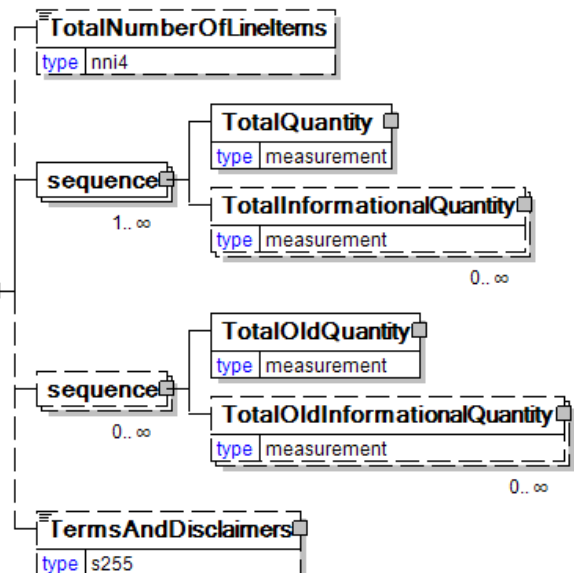 TotalNumberOfLineItems
type nni4
TotalQuantity
type measurement
sequence
1.. ∞
TotalInformationalQuantity
type measurement
0.. ∞
TotalOldQuantity
type measurement
sequence
0.. ∞
TotalOldInformationalQuantity
type measurement
0.. ∞
TermsAndDisclaimers
type s255